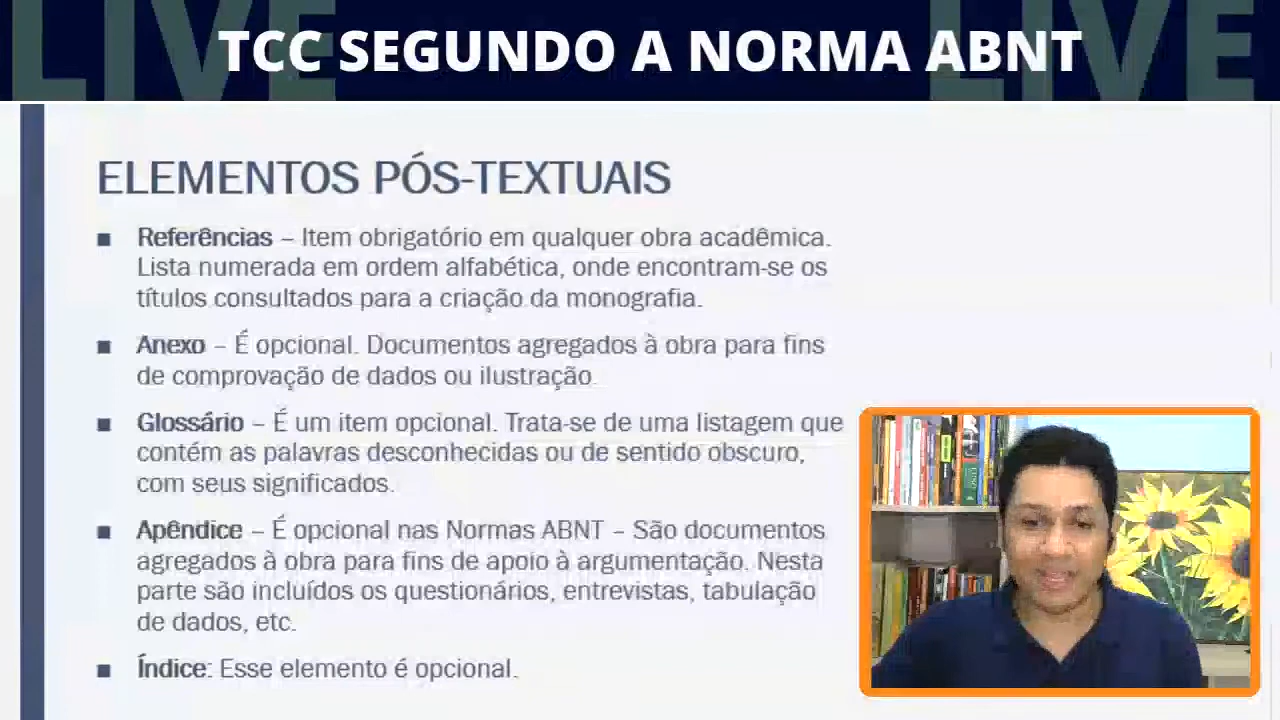 LIVE LIVE
TCC SEGUNDO A NORMA ABNT
ELEMENTOS PÓS-TEXTUAIS
■ Referências – Item obrigatório em qualquer obra acadêmica.
Lista numerada em ordem alfabética, onde encontram-se os
títulos consultados para a criação da monografia.
■ Anexo – É opcional. Documentos agregados à obra para fins
de comprovação de dados ou ilustração.
■ Glossário – É um item opcional. Trata-se de uma listagem que
contém as palavras desconhecidas ou de sentido obscuro,
com seus significados.
■ Apêndice – É opcional nas Normas ABNT – São documentos
agregados à obra para fins de apoio à argumentação. Nesta
parte são incluídos os questionários, entrevistas, tabulação
de dados, etc.
■ Índice: Esse elemento é opcional.